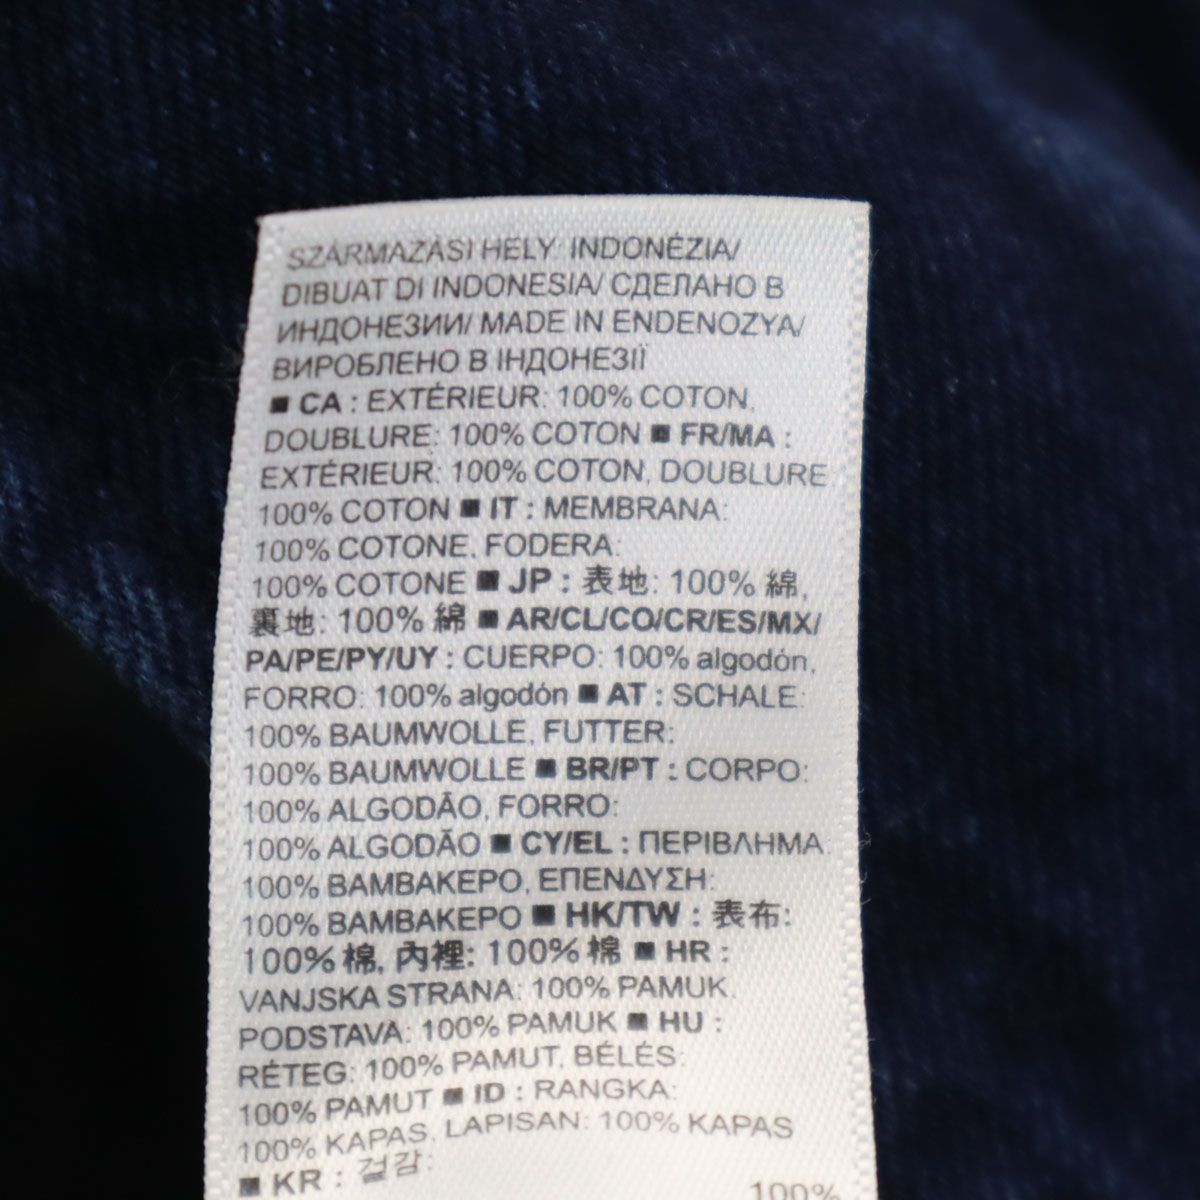 SZÁRMAZÁSI HELY: INDONÉZIA/
DIBUAT DI INDONESIA/ СДЕЛАНО В
ИНДОНЕЗИИ/ MADE IN ENDENOZYA/
ВИРОБЛЕНО В ІНДОНЕЗІЇ
■ CA : EXTÉRIEUR: 100% COTON,
DOUBLURE: 100% COTON ■ FR/MA :
EXTÉRIEUR: 100% COTON, DOUBLURE
100% COTON ■ IT : MEMBRANA:
100% COTONE, FODERA:
100% COTONE ■ JP : 表地: 100% 綿,
裏地: 100% 綿 ■ AR/CL/CO/CR/ES/MX/
PA/PE/PY/UY : CUERPO: 100% algodón,
FORRO: 100% algodón ■ AT : SCHALE:
100% BAUMWOLLE, FUTTER:
100% BAUMWOLLE ■ BR/PT : CORPO:
100% ALGODÃO, FORRO:
100% ALGODÃO ■ CY/EL : ΠΕΡΙΒΛΗΜΑ:
100% ΒΑΜΒΑΚΕΡΟ, ΕΠΕΝΔΥΣΗ:
100% ΒΑΜΒΑΚΕΡΟ ■ HK/TW : 表布:
100% 棉, 內裡: 100% 棉 ■ HR :
VANJSKA STRANA: 100% PAMUK,
PODSTAVA: 100% PAMUK ■ HU :
RÉTEG: 100% PAMUT, BÉLÉS:
100% PAMUT ■ ID : RANGKA:
100% KAPAS, LAPISAN: 100% KAPAS
■ KR : 겉감:
100%